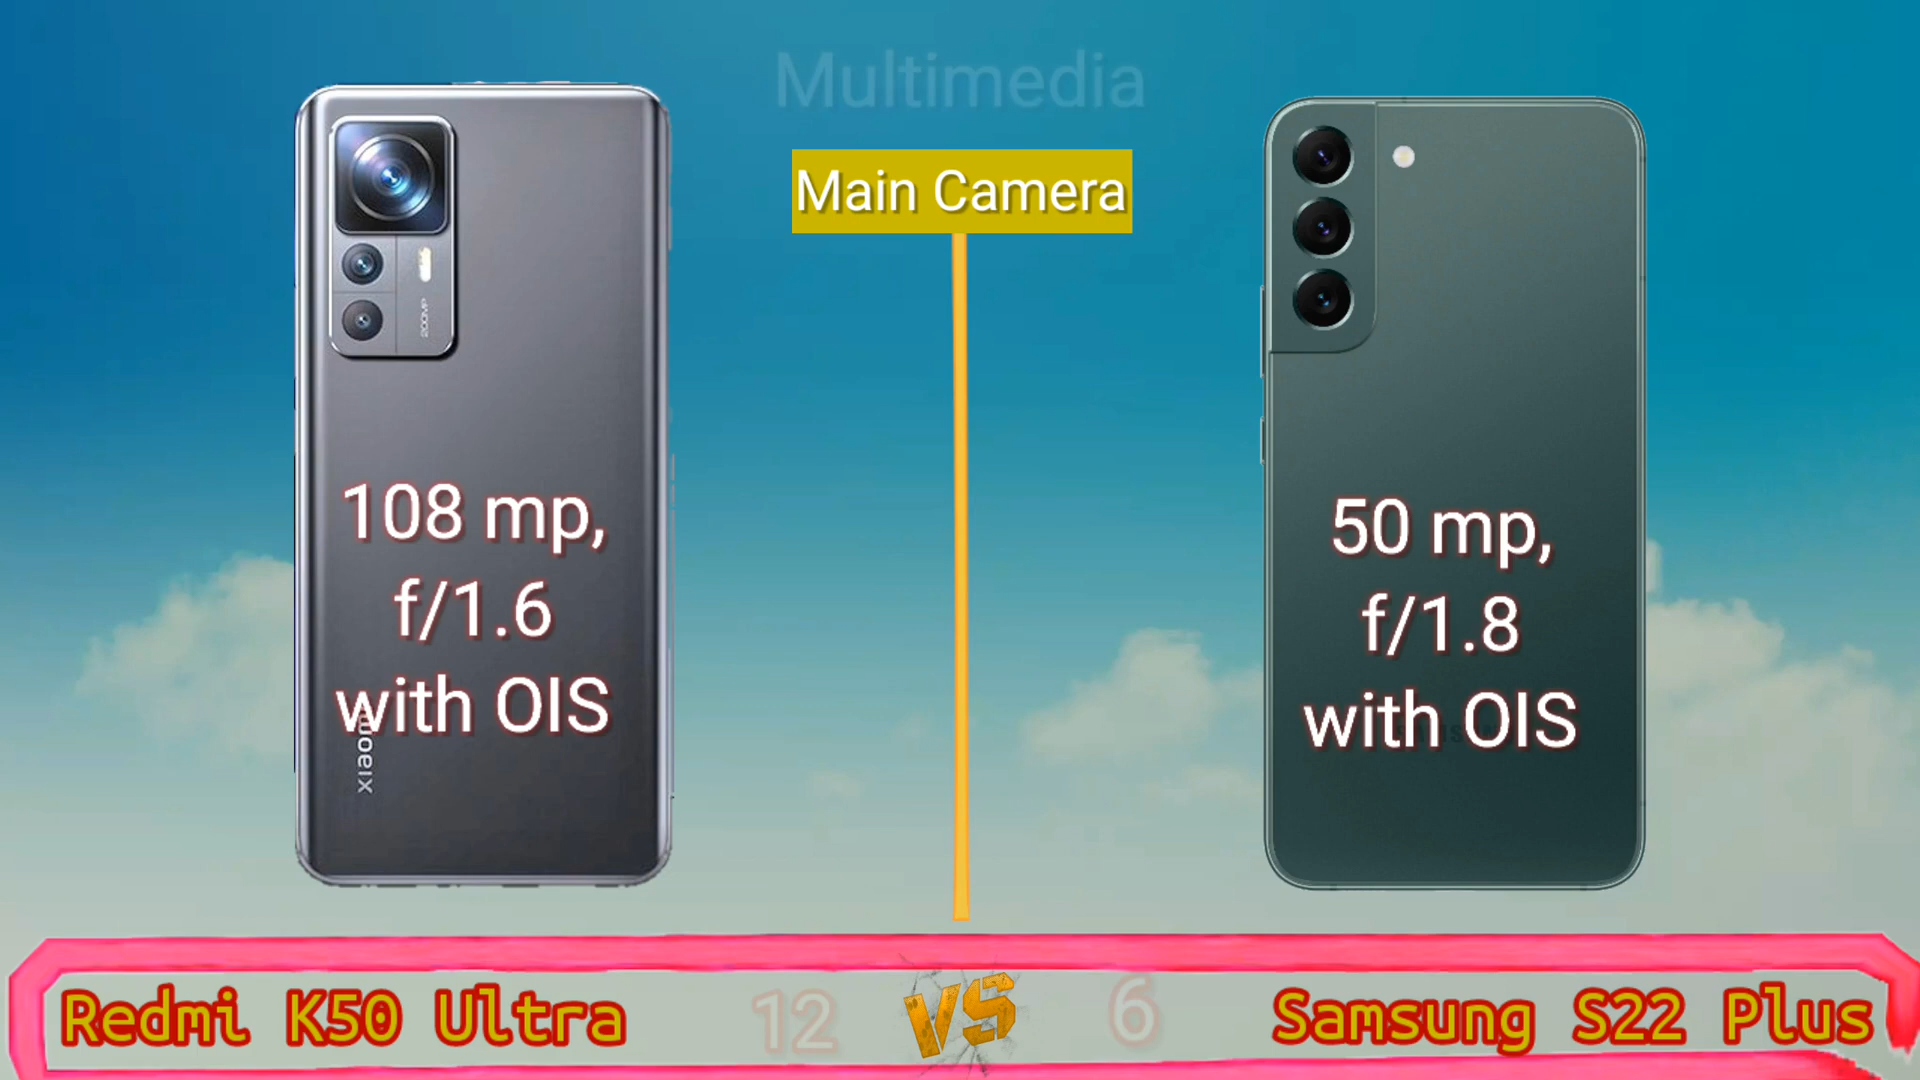 Multimedia
Main Camera
108 mp,
f/1.6
with OIS
xiaomi
50 mp,
f/1.8
with OIS
Redmi K50 Ultra
12
VS
6
Samsung S22 Plus